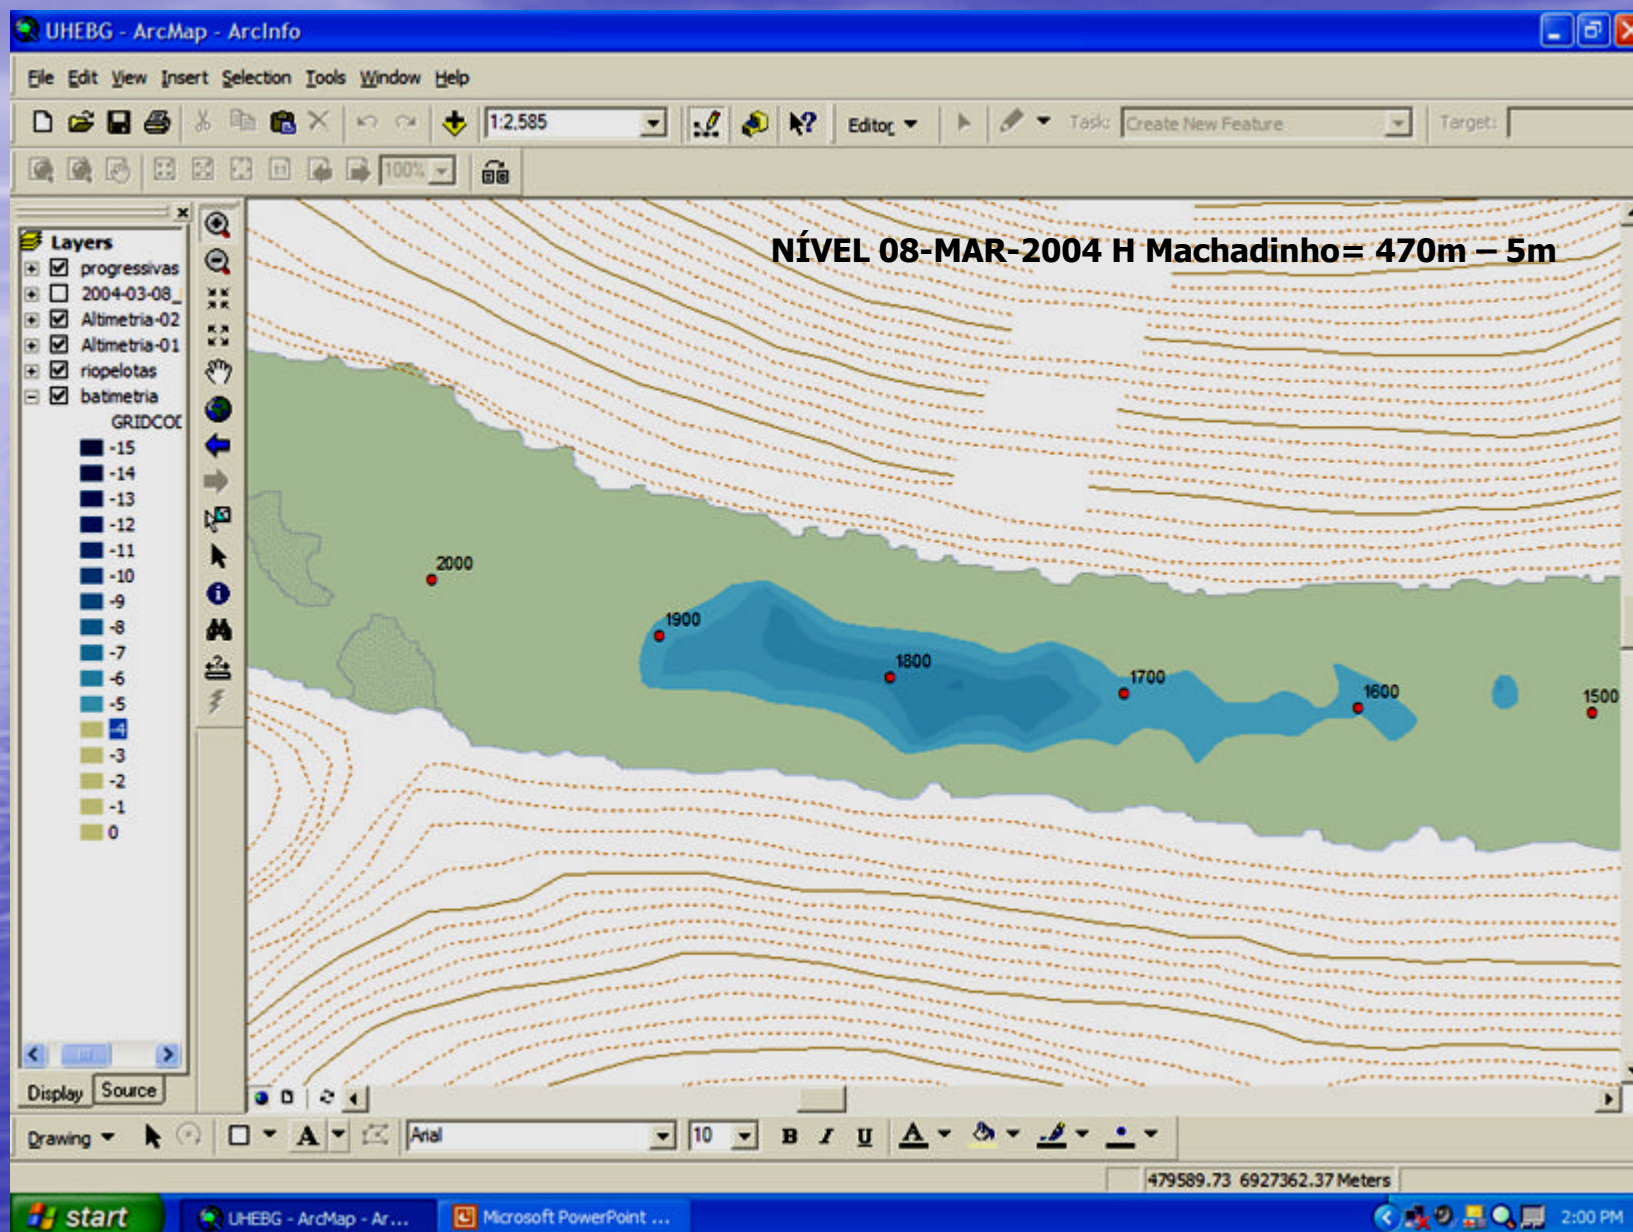 UHEBG - ArcMap - ArcInfo
File Edit View Insert Selection Tools Window Help
1:2.585 Editor Task: Create New Feature Target:
100%
Layers
progressivas
2004-03-08_
Altimetria-02
Altimetria-01
riopelotas
batimetria
GRIDCOD
-15
-14
-13
-12
-11
-10
-9
-8
-7
-6
-5
-4
-3
-2
-1
0
NÍVEL 08-MAR-2004 H Machadinho= 470m – 5m
2000
1900
1800
1700
1600
1500
Display Source
Drawing A Arial 10 B I U A
479589.73 6927362.37 Meters
start UHEBG - ArcMap - Ar... Microsoft PowerPoint ... 2:00 PM